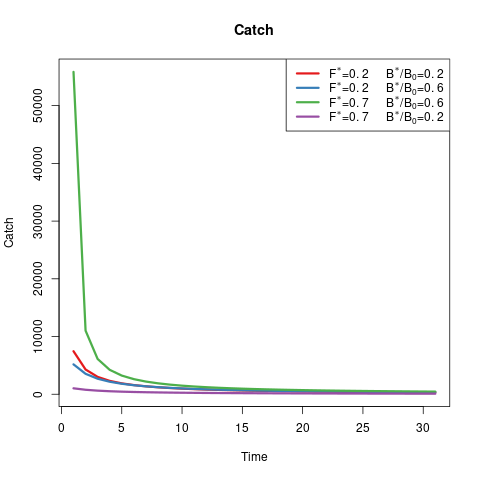 Catch
F*=0.2 B*/B₀=0.2
F*=0.2 B*/B₀=0.6
F*=0.7 B*/B₀=0.6
F*=0.7 B*/B₀=0.2
Catch
50000
40000
30000
20000
10000
0
0 5 10 15 20 25 30
Time